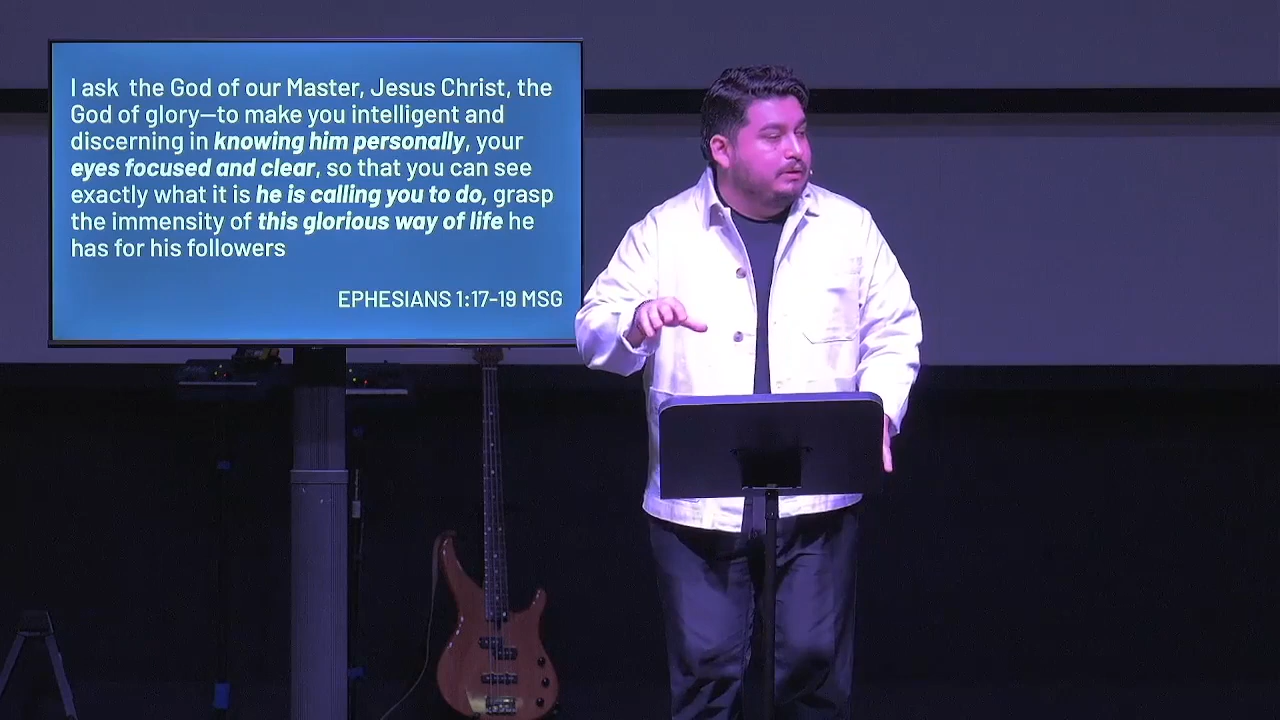 I ask the God of our Master, Jesus Christ, the
God of glory—to make you intelligent and
discerning in knowing him personally, your
eyes focused and clear, so that you can see
exactly what it is he is calling you to do, grasp
the immensity of this glorious way of life he
has for his followers
EPHESIANS 1:17-19 MSG